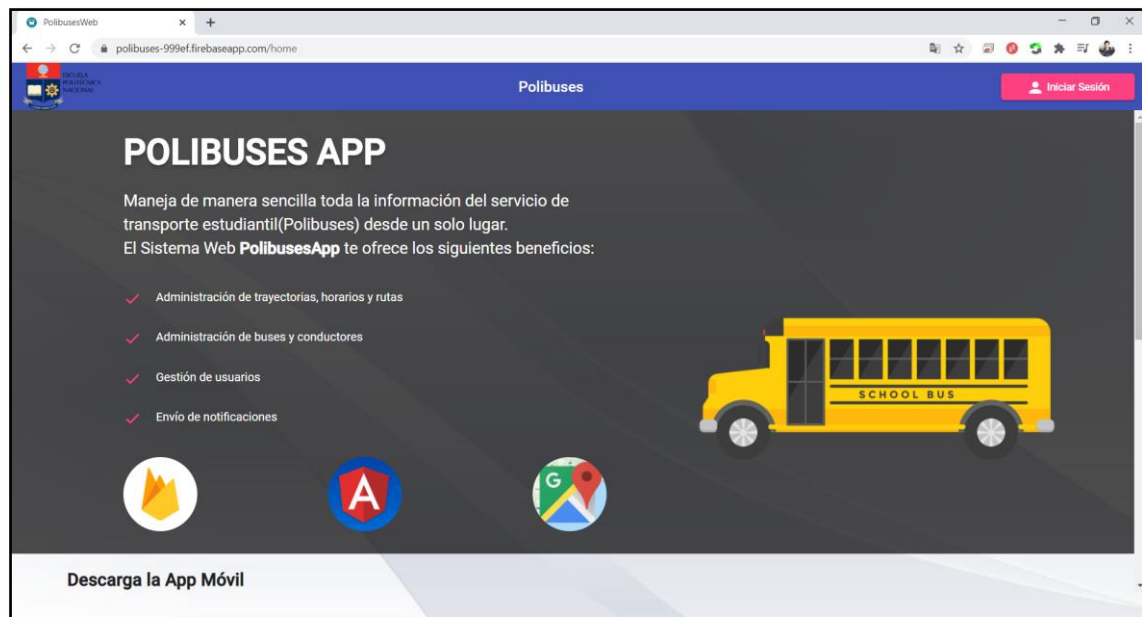 PolibusesWeb
polibuses-999ef.firebaseapp.com/home
ESCUELA
POLITÉCNICA
NACIONAL
Polibuses
Iniciar Sesión
POLIBUSES APP
Maneja de manera sencilla toda la información del servicio de
transporte estudiantil(Polibuses) desde un solo lugar.
El Sistema Web PolibusesApp te ofrece los siguientes beneficios:
Administración de trayectorias, horarios y rutas
Administración de buses y conductores
Gestión de usuarios
Envío de notificaciones
SCHOOL BUS
G
Descarga la App Móvil